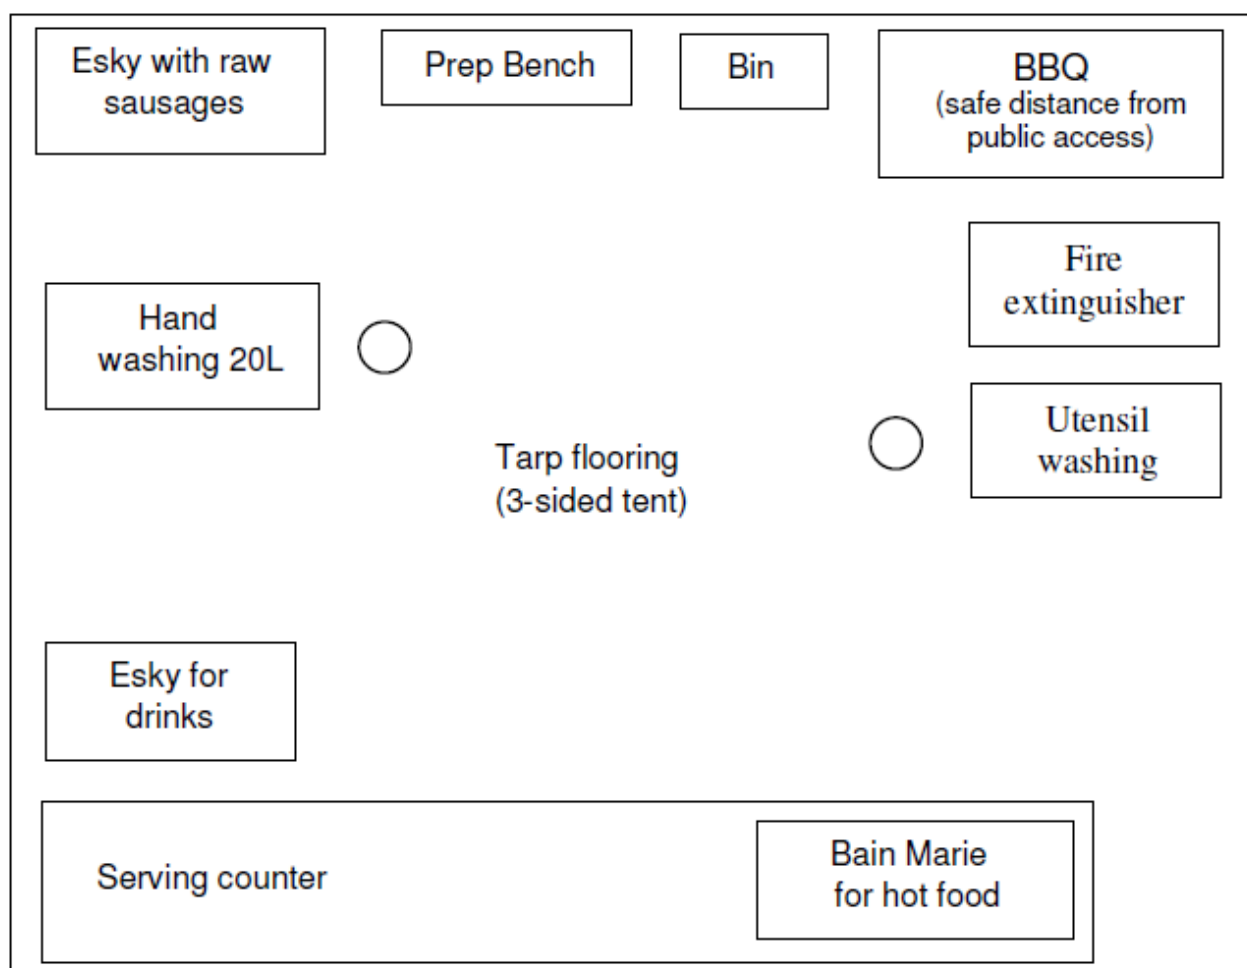 Esky with raw
sausages
Prep Bench
Bin
BBQ
(safe distance from
public access)
Fire
extinguisher
Hand
washing 20L
Utensil
washing
Tarp flooring
(3-sided tent)
Esky for
drinks
Serving counter
Bain Marie
for hot food